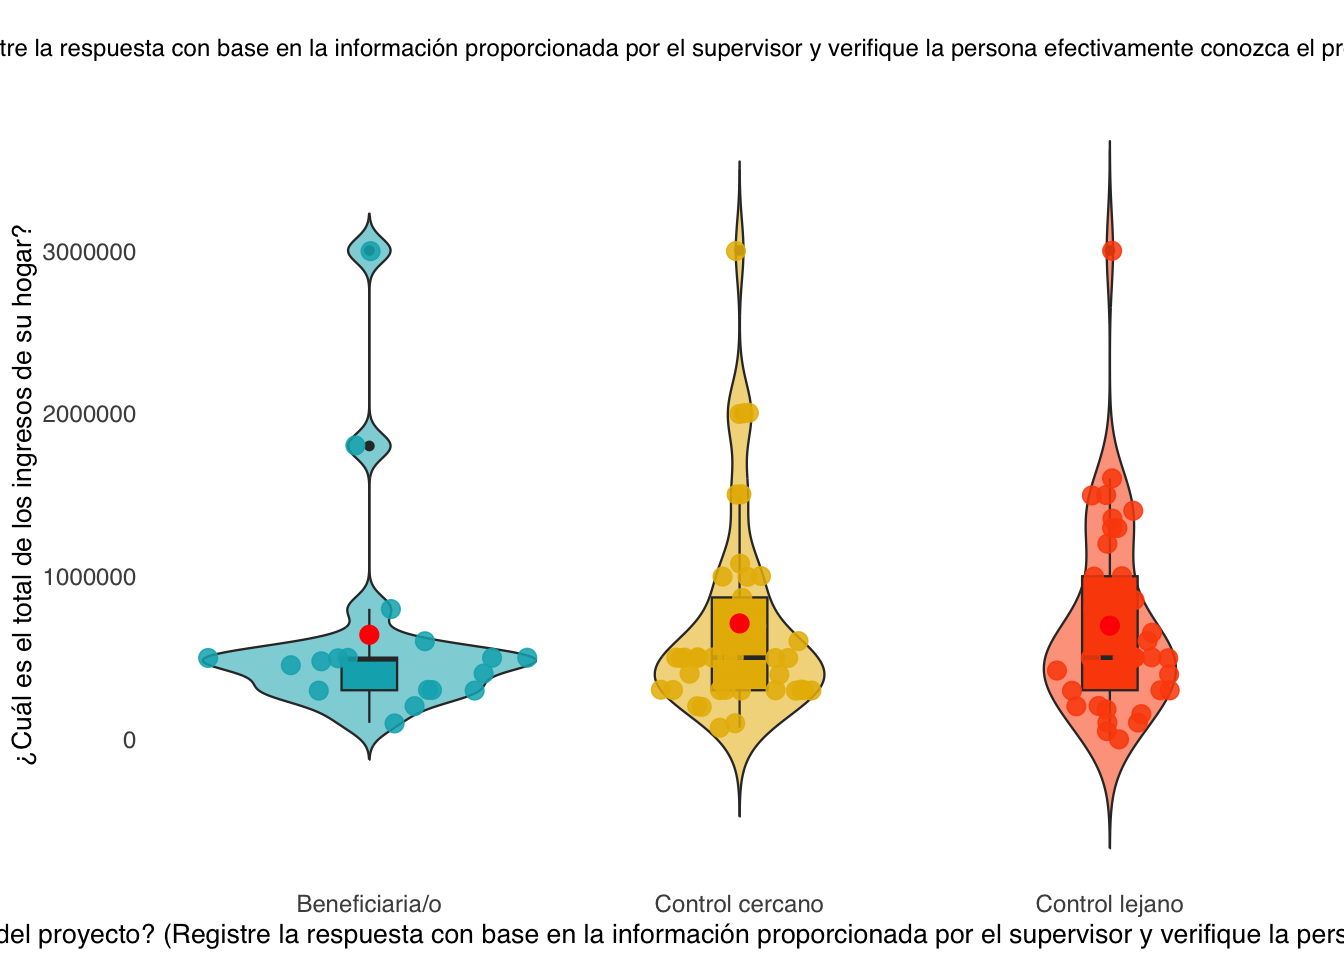 tre la respuesta con base en la información proporcionada por el supervisor y verifique la persona efectivamente conozca el pr
¿Cuál es el total de los ingresos de su hogar?
3000000
2000000
1000000
0
Beneficiaria/o Control cercano Control lejano
del proyecto? (Registre la respuesta con base en la información proporcionada por el supervisor y verifique la pers